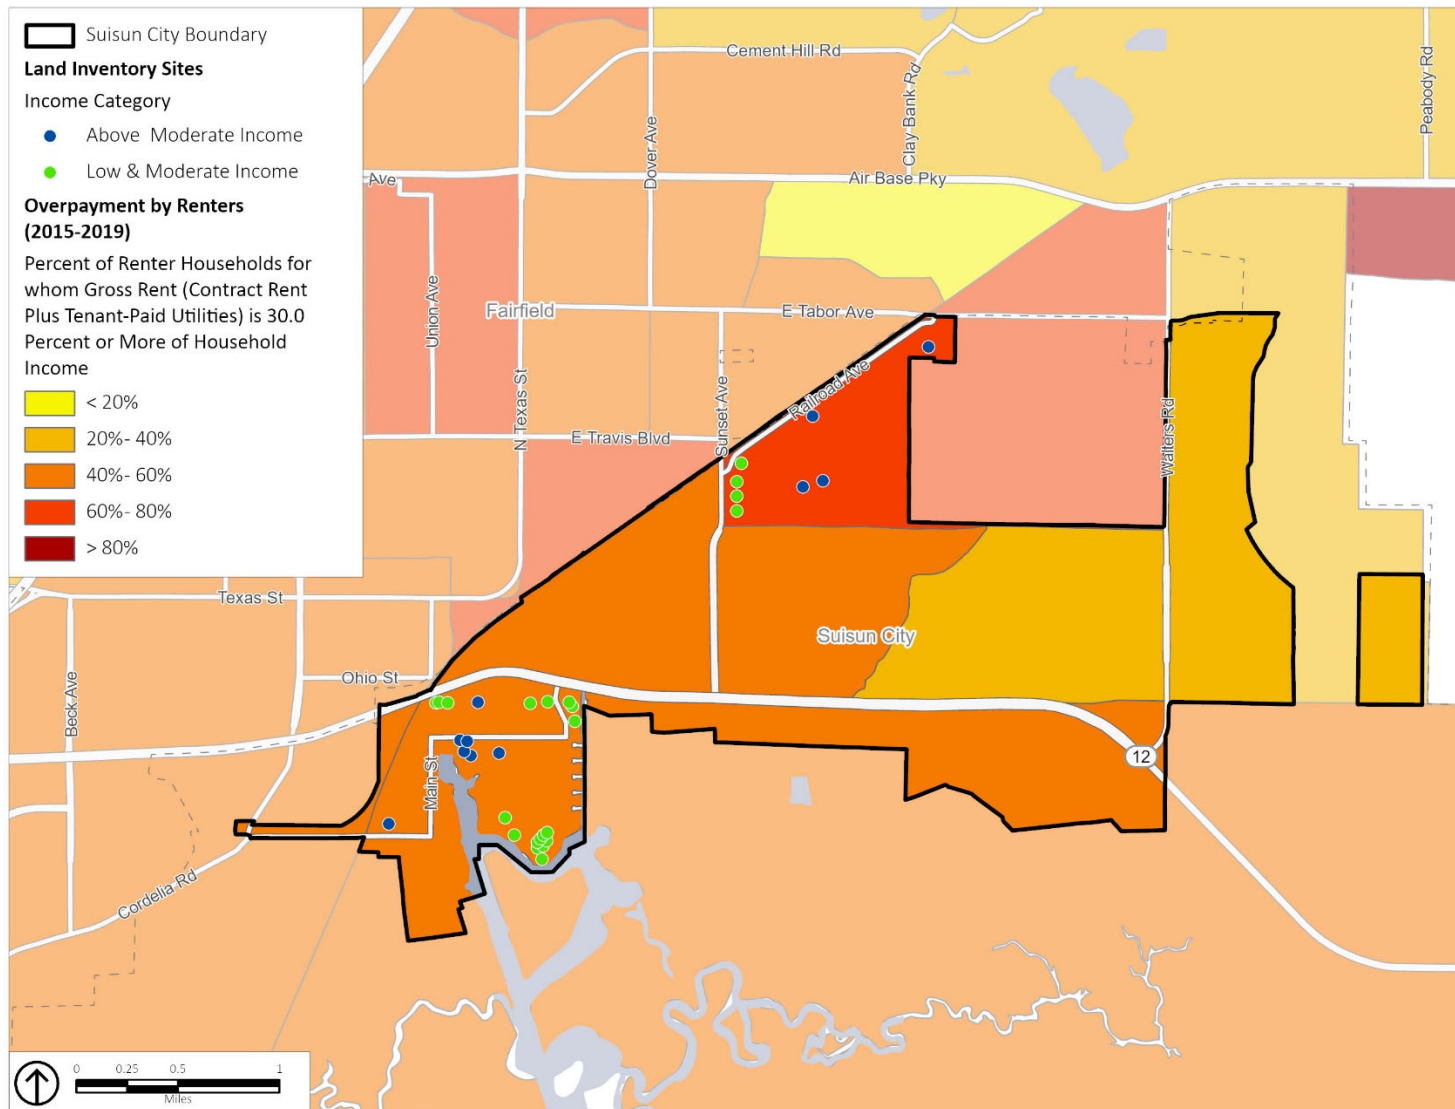 Suisun City Boundary
Land Inventory Sites
Income Category
Above Moderate Income
Low & Moderate Income
Overpayment by Renters
(2015-2019)
Percent of Renter Households for
whom Gross Rent (Contract Rent
Plus Tenant-Paid Utilities) is 30.0
Percent or More of Household
Income
< 20%
20%- 40%
40%- 60%
60%- 80%
> 80%
Cement Hill Rd
Clay Bank Rd
Peabody Rd
Dover Ave
Ave
Air Base Pky
Union Ave
Fairfield
N Texas St
E Tabor Ave
Railroad Ave
Sunset Ave
E Travis Blvd
Walters Rd
Texas St
Suisun City
Ohio St
Beck Ave
Main St
12
Cordelia Rd
0 0.25 0.5 1
Miles